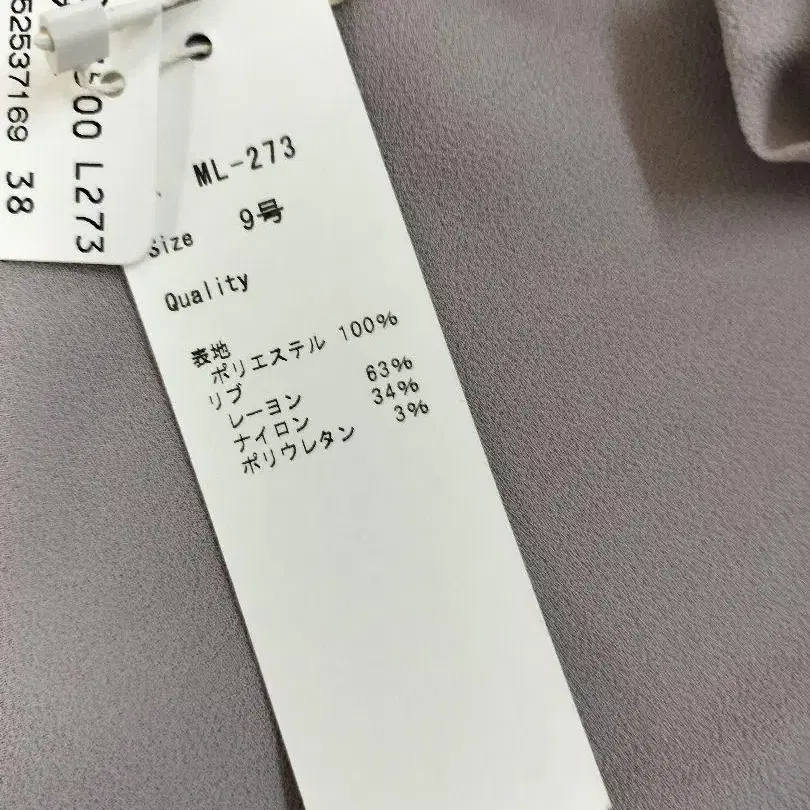 52537169 38
00 L273
ML-273
Size 9号
Quality
表地
ポリエステル 100%
リブ
レーヨン 63%
ナイロン 34%
ポリウレタン 3%